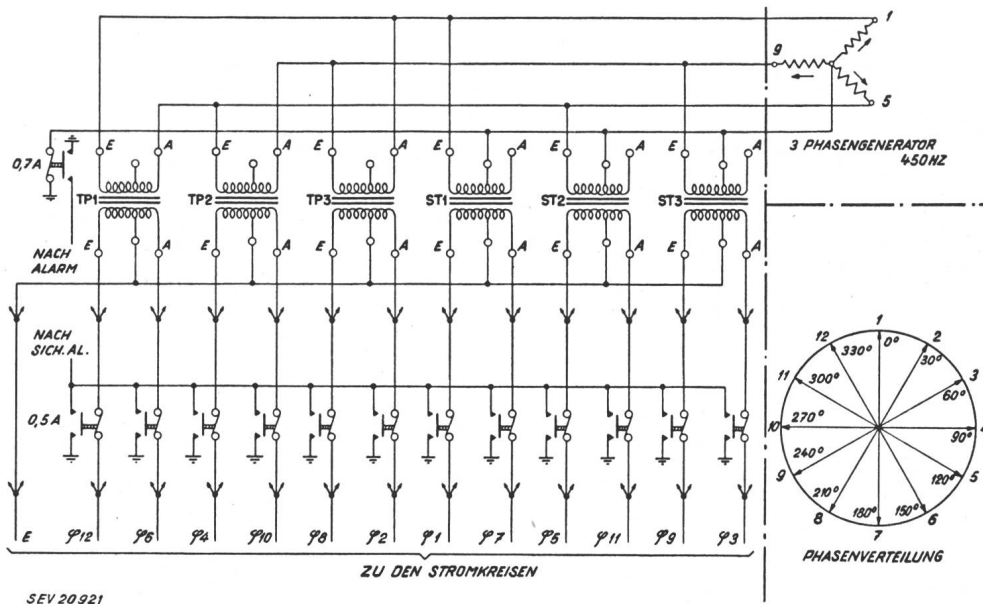 1
9
5
3 PHASENGENERATOR
450 HZ
0,7 A
E A E A E A E A E A E A
TP1 TP2 TP3 ST1 ST2 ST3
E A E A E A E A E A E A
NACH
ALARM
NACH
SICH. AL.
0,5 A
E φ12 φ6 φ4 φ10 φ8 φ2 φ1 φ7 φ5 φ11 φ9 φ3
ZU DEN STROMKREISEN
1
12 2
330° 0° 30°
11 3
300° 60°
10 270° 90° 4
240° 120°
9 5
210° 180° 150°
8 6
7
PHASENVERTEILUNG
SEV 20921